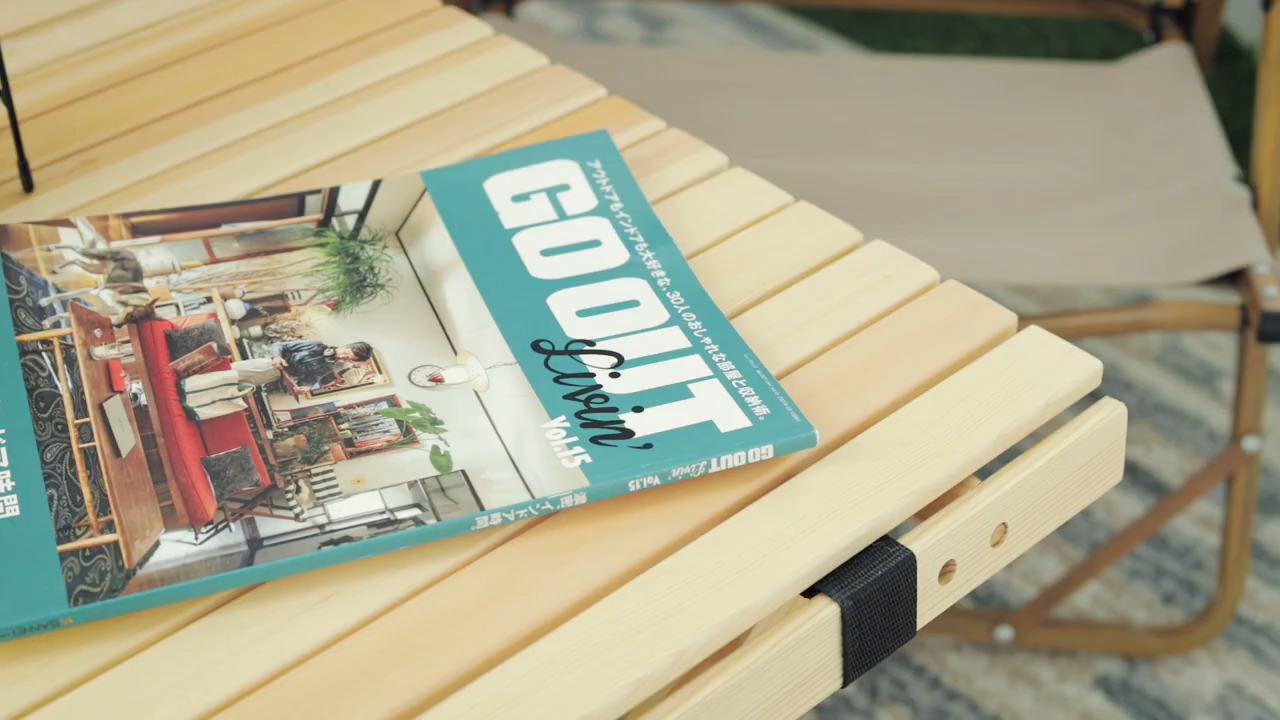 アウトドアもインドアも大好きな、30人のおしゃれな部屋と収納術。
GO OUT
Livin'
Vol.15
GO OUT Livin' Vol.15